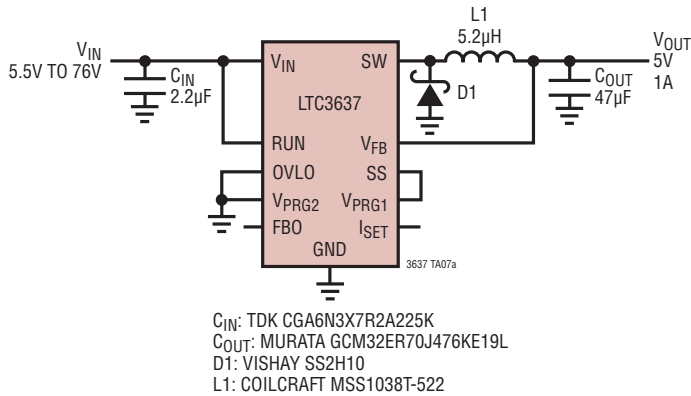 L1
5.2µH
VIN
5.5V TO 76V
CIN
2.2µF
VIN
SW
VOUT
5V
1A
COUT
47µF
D1
LTC3637
RUN
VFB
OVLO
SS
VPRG2
VPRG1
FBO
ISET
GND
3637 TA07a
CIN: TDK CGA6N3X7R2A225K
COUT: MURATA GCM32ER70J476KE19L
D1: VISHAY SS2H10
L1: COILCRAFT MSS1038T-522